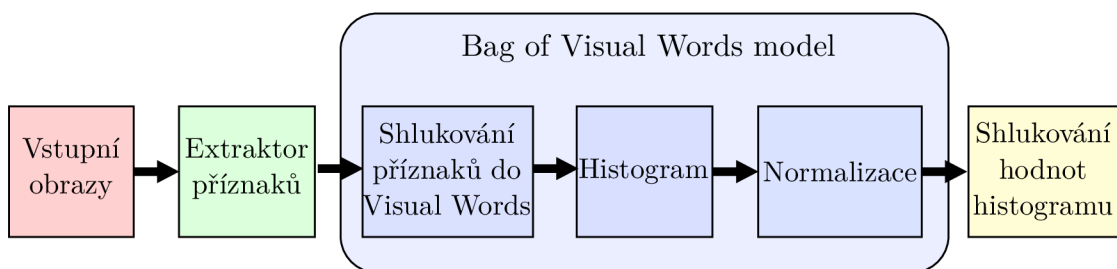 Bag of Visual Words model
Vstupní
obrazy
Extraktor
příznaků
Shlukování
příznaků do
Visual Words
Histogram
Normalizace
Shlukování
hodnot
histogramu